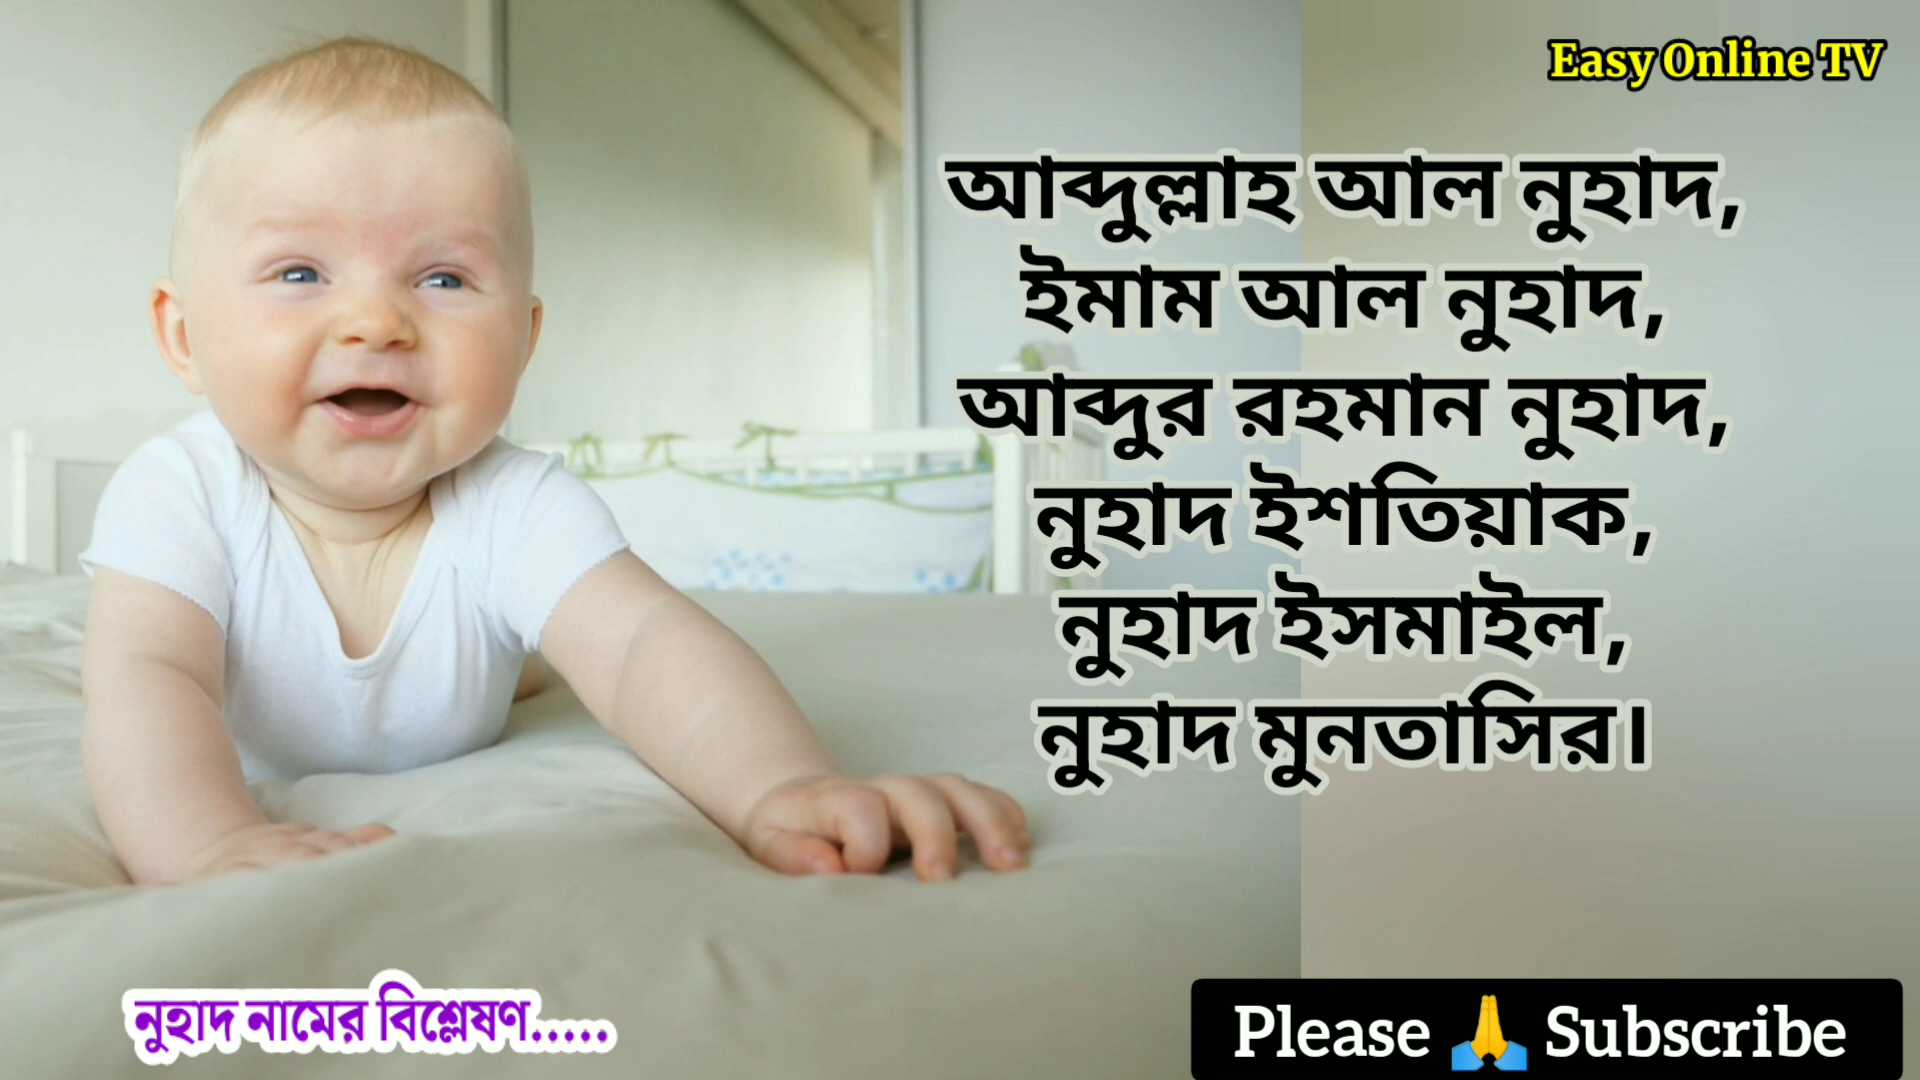 Easy Online TV
আব্দুল্লাহ আল নুহাদ,
ইমাম আল নুহাদ,
আব্দুর রহমান নুহাদ,
নুহাদ ইশতিয়াক,
নুহাদ ইসমাইল,
নুহাদ মুনতাসির।
নুহাদ নামের বিশ্লেষণ.....
Please 🙏 Subscribe